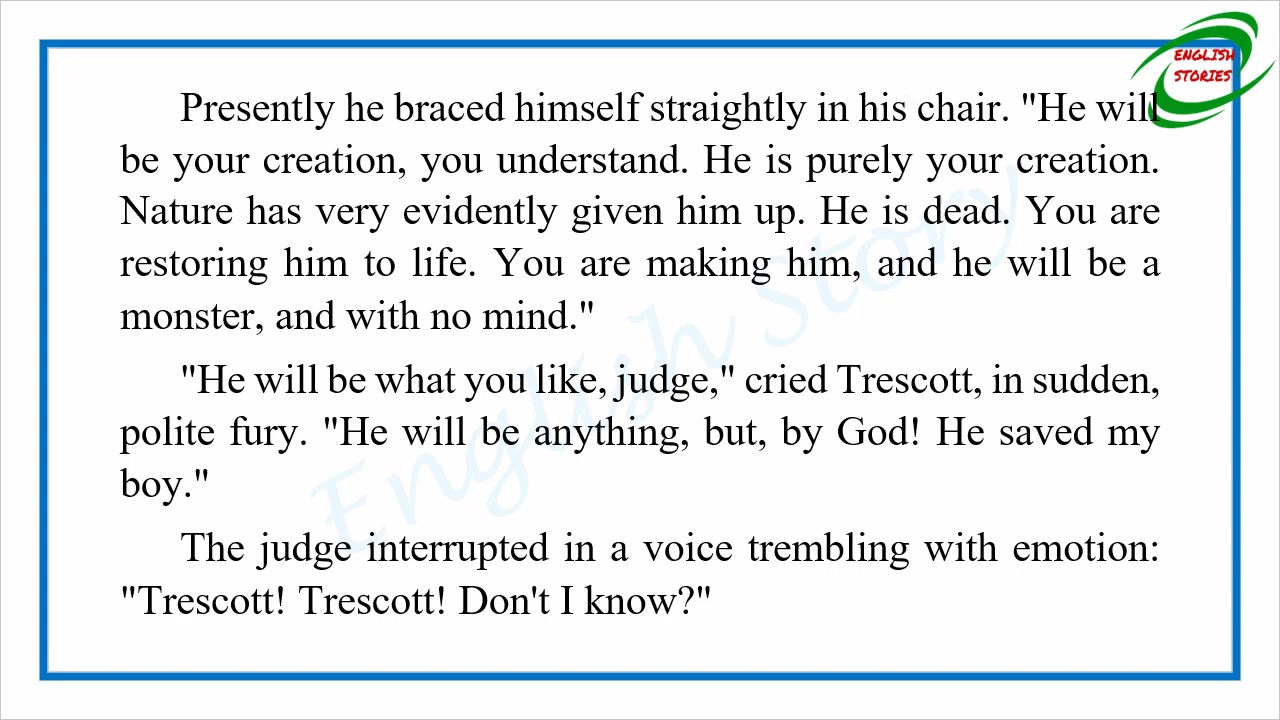 ENGLISH
STORIES
Presently he braced himself straightly in his chair. "He will
be your creation, you understand. He is purely your creation.
Nature has very evidently given him up. He is dead. You are
restoring him to life. You are making him, and he will be a
monster, and with no mind."
"He will be what you like, judge," cried Trescott, in sudden,
polite fury. "He will be anything, but, by God! He saved my
boy."
The judge interrupted in a voice trembling with emotion:
"Trescott! Trescott! Don't I know?"
English Story